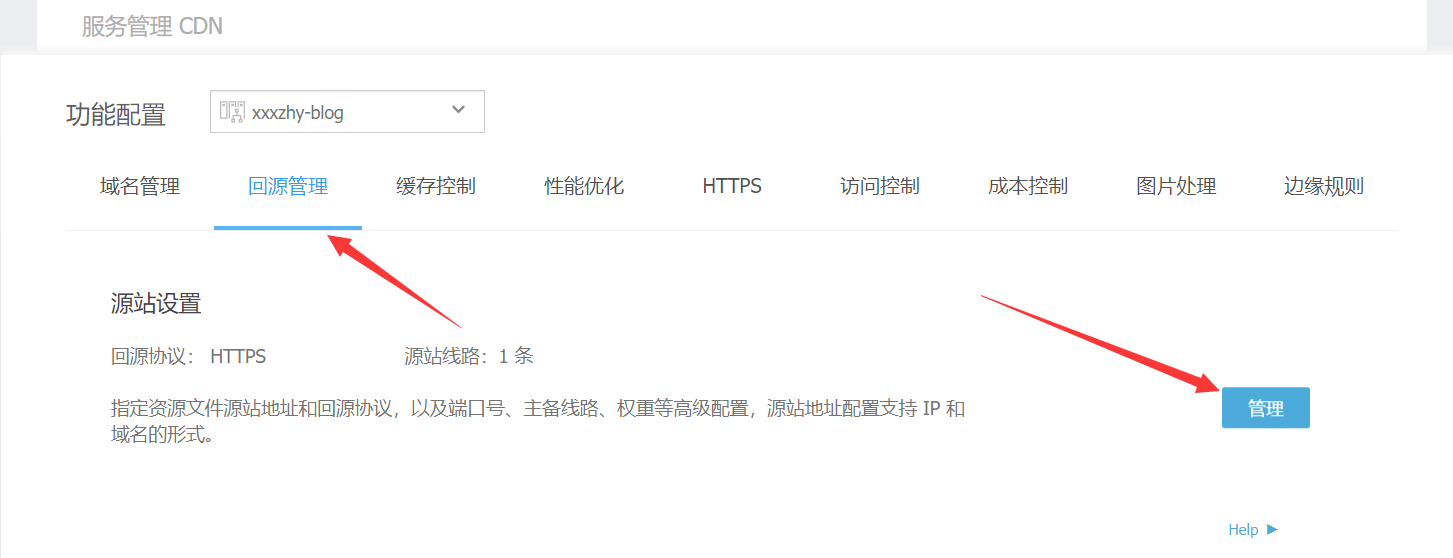 服务管理 CDN
功能配置
xxxzhy-blog
域名管理 回源管理 缓存控制 性能优化 HTTPS 访问控制 成本控制 图片处理 边缘规则
源站设置
回源协议： HTTPS 源站线路：1 条
指定资源文件源站地址和回源协议，以及端口号、主备线路、权重等高级配置，源站地址配置支持 IP 和
域名的形式。
管理
Help